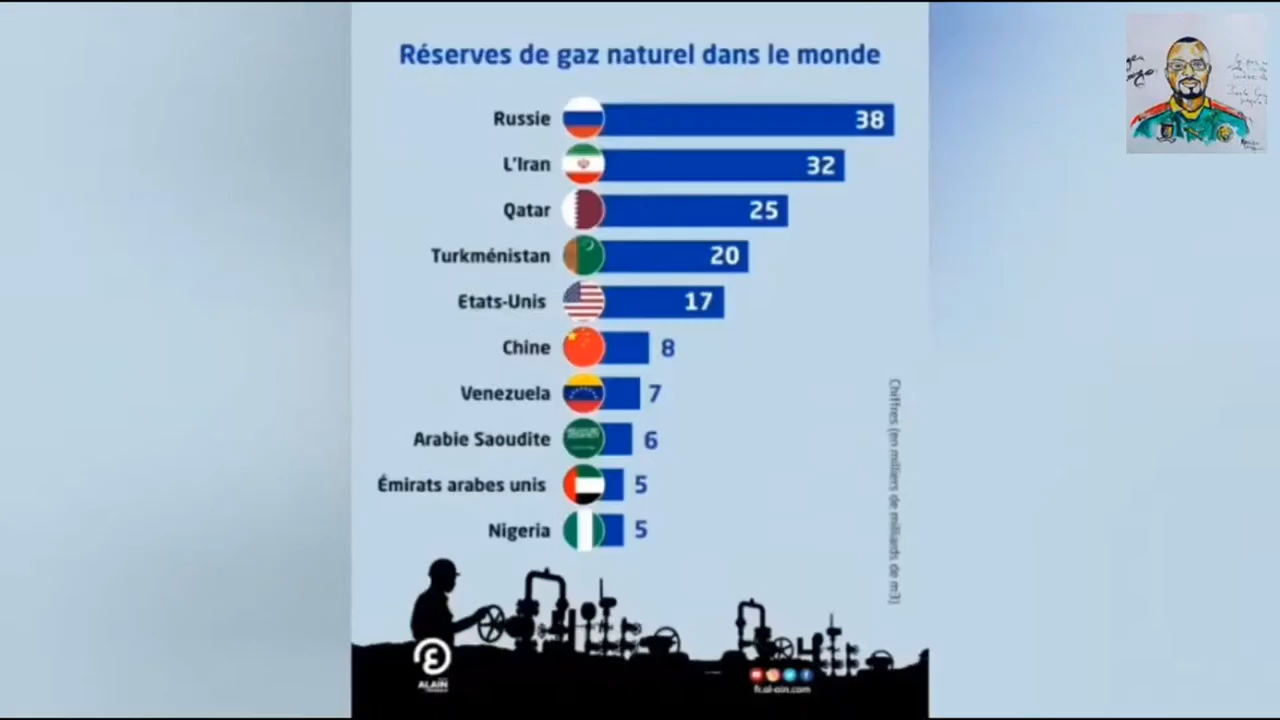 Réserves de gaz naturel dans le monde
Russie 38
L'Iran 32
Qatar 25
Turkménistan 20
Etats-Unis 17
Chine 8
Venezuela 7
Arabie Saoudite 6
Émirats arabes unis 5
Nigeria 5
Chiffres (en milliers de milliards de m3)
ALAIN
fr.al-ain.com